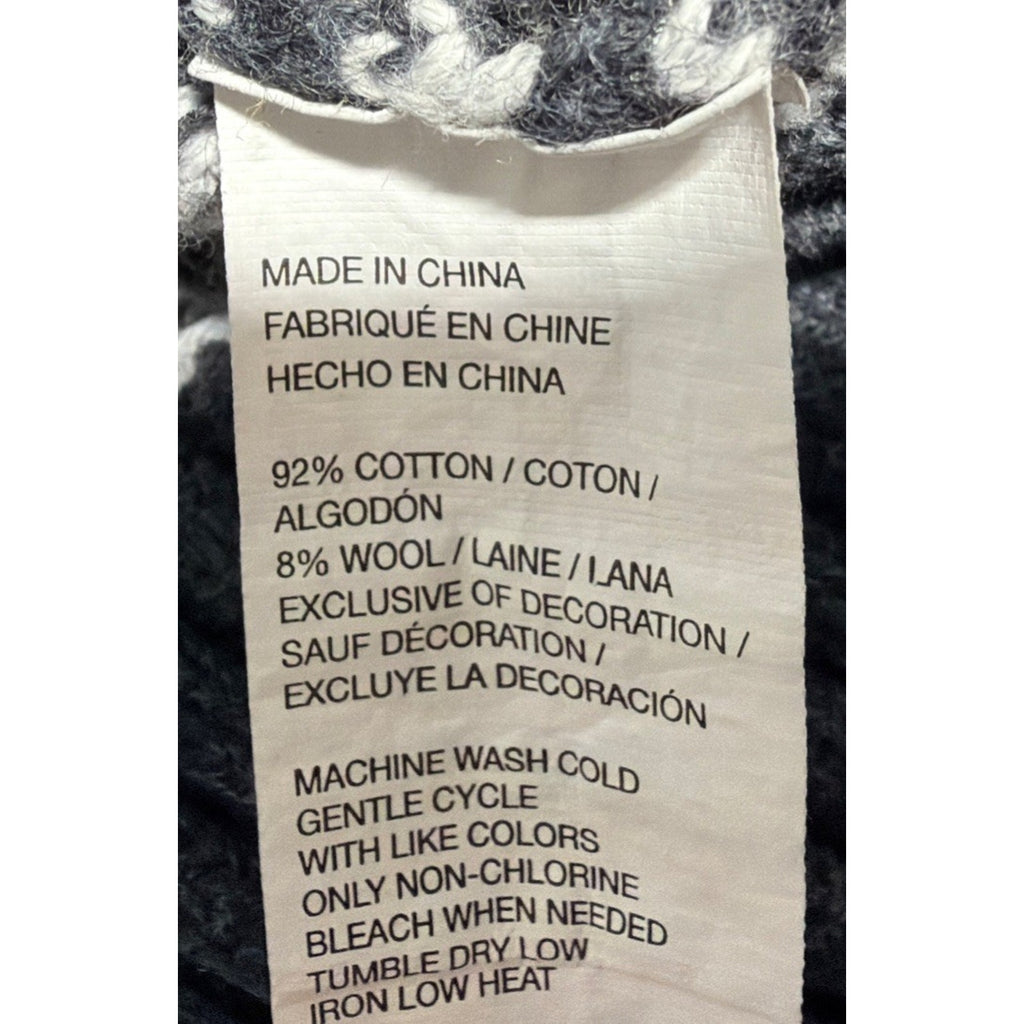 MADE IN CHINA
FABRIQUÉ EN CHINE
HECHO EN CHINA
92% COTTON / COTON /
ALGODÓN
8% WOOL / LAINE / LANA
EXCLUSIVE OF DECORATION /
SAUF DÉCORATION /
EXCLUYE LA DECORACIÓN
MACHINE WASH COLD
GENTLE CYCLE
WITH LIKE COLORS
ONLY NON-CHLORINE
BLEACH WHEN NEEDED
TUMBLE DRY LOW
IRON LOW HEAT